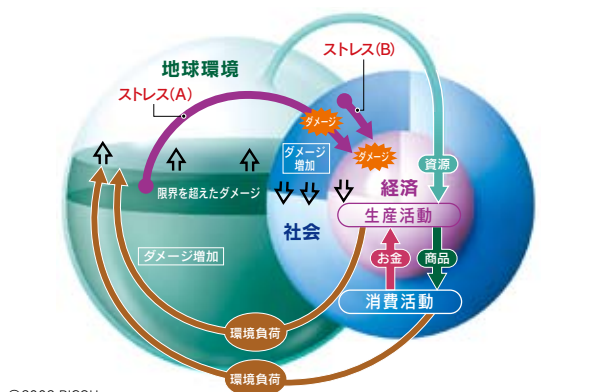 地球環境
ストレス(A)
ストレス(B)
ダメージ
ダメージ
ダメージ
増加
資源
限界を超えたダメージ
経済
生産活動
社会
ダメージ増加
お金
商品
消費活動
環境負荷
環境負荷